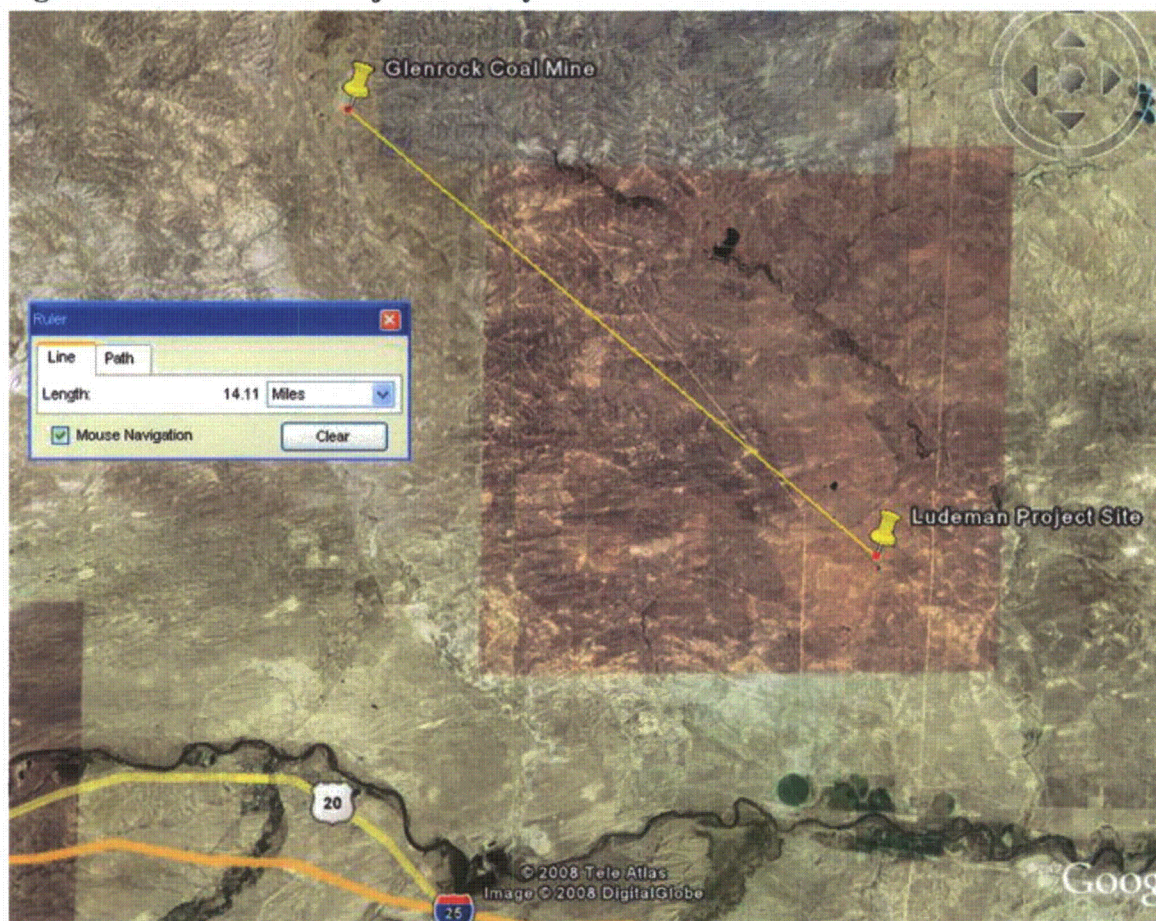 Glenrock Coal Mine
Ruler
Line Path
Length: 14.11 Miles
Mouse Navigation Clear
Ludeman Project Site
20
© 2008 Tele Atlas
Image © 2008 DigitalGlobe
Goog
25